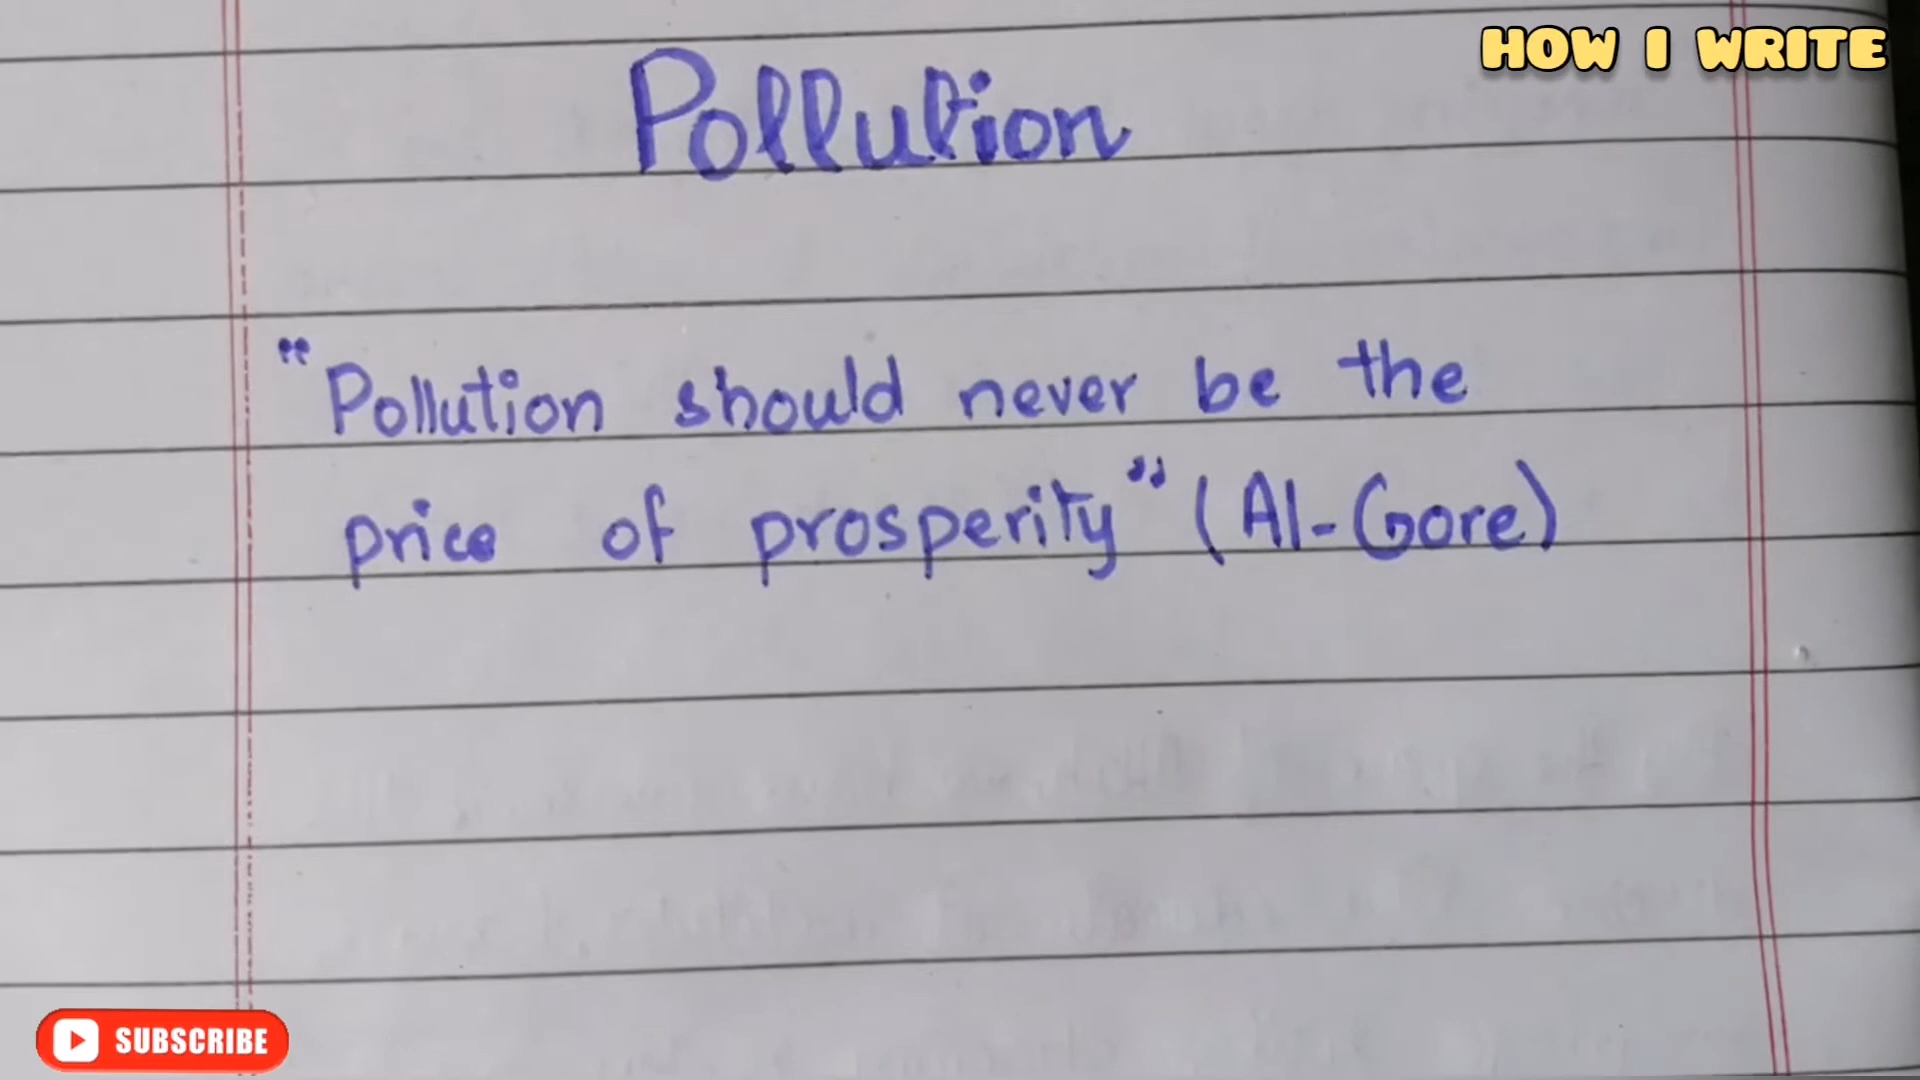 HOW I WRITE
Pollution
"Pollution should never be the
price of prosperity" (Al-Gore)
SUBSCRIBE